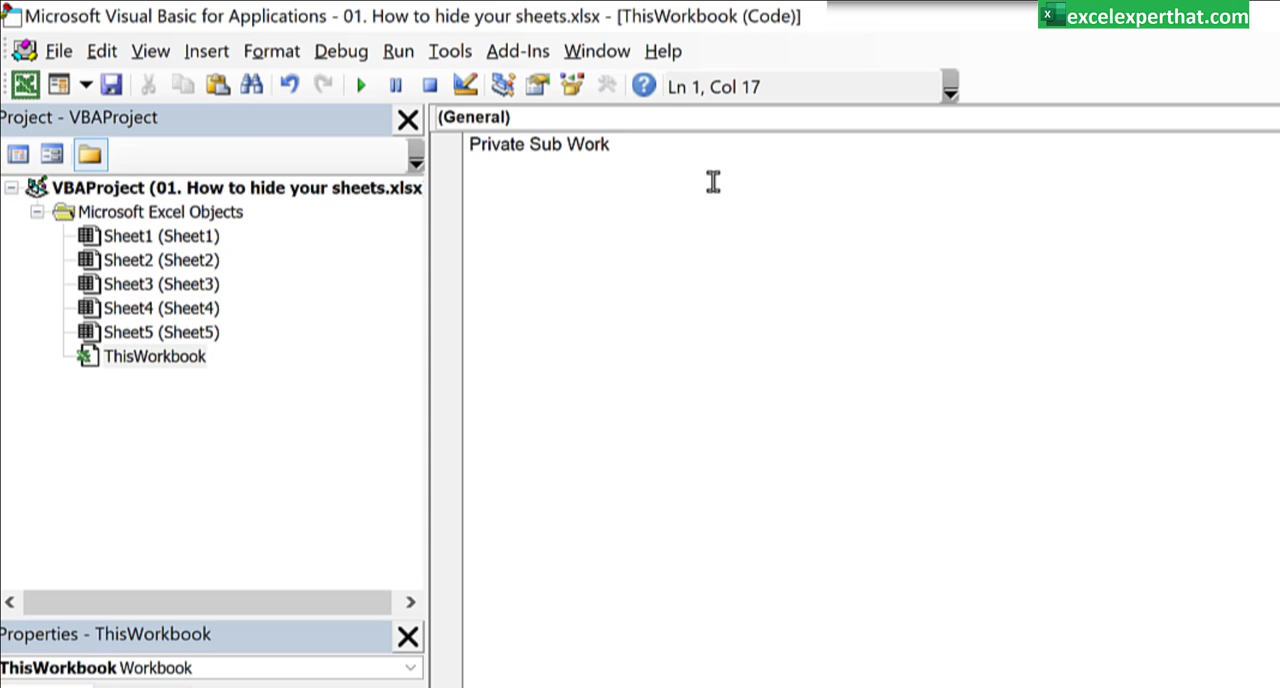 Microsoft Visual Basic for Applications - 01. How to hide your sheets.xlsx - [ThisWorkbook (Code)]
excelexperthat.com
File Edit View Insert Format Debug Run Tools Add-Ins Window Help
Ln 1, Col 17
Project - VBAProject
(General)
Private Sub Work
VBAProject (01. How to hide your sheets.xlsx
Microsoft Excel Objects
Sheet1 (Sheet1)
Sheet2 (Sheet2)
Sheet3 (Sheet3)
Sheet4 (Sheet4)
Sheet5 (Sheet5)
ThisWorkbook
Properties - ThisWorkbook
ThisWorkbook Workbook